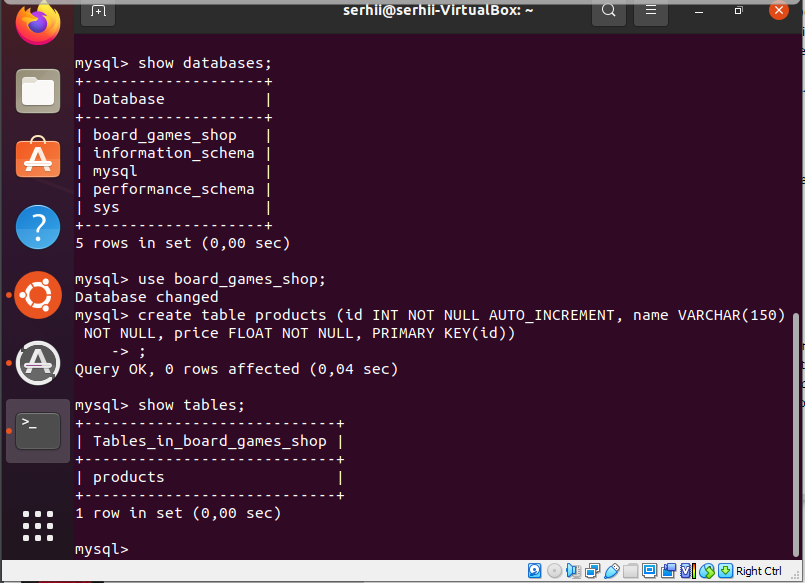 serhii@serhii-VirtualBox: ~
mysql> show databases;
+--------------------+
| Database           |
+--------------------+
| board_games_shop   |
| information_schema |
| mysql              |
| performance_schema |
| sys                |
+--------------------+
5 rows in set (0,00 sec)
mysql> use board_games_shop;
Database changed
mysql> create table products (id INT NOT NULL AUTO_INCREMENT, name VARCHAR(150)
 NOT NULL, price FLOAT NOT NULL, PRIMARY KEY(id))
    -> ;
Query OK, 0 rows affected (0,04 sec)
mysql> show tables;
+----------------------------+
| Tables_in_board_games_shop |
+----------------------------+
| products                   |
+----------------------------+
1 row in set (0,00 sec)
mysql>
Right Ctrl